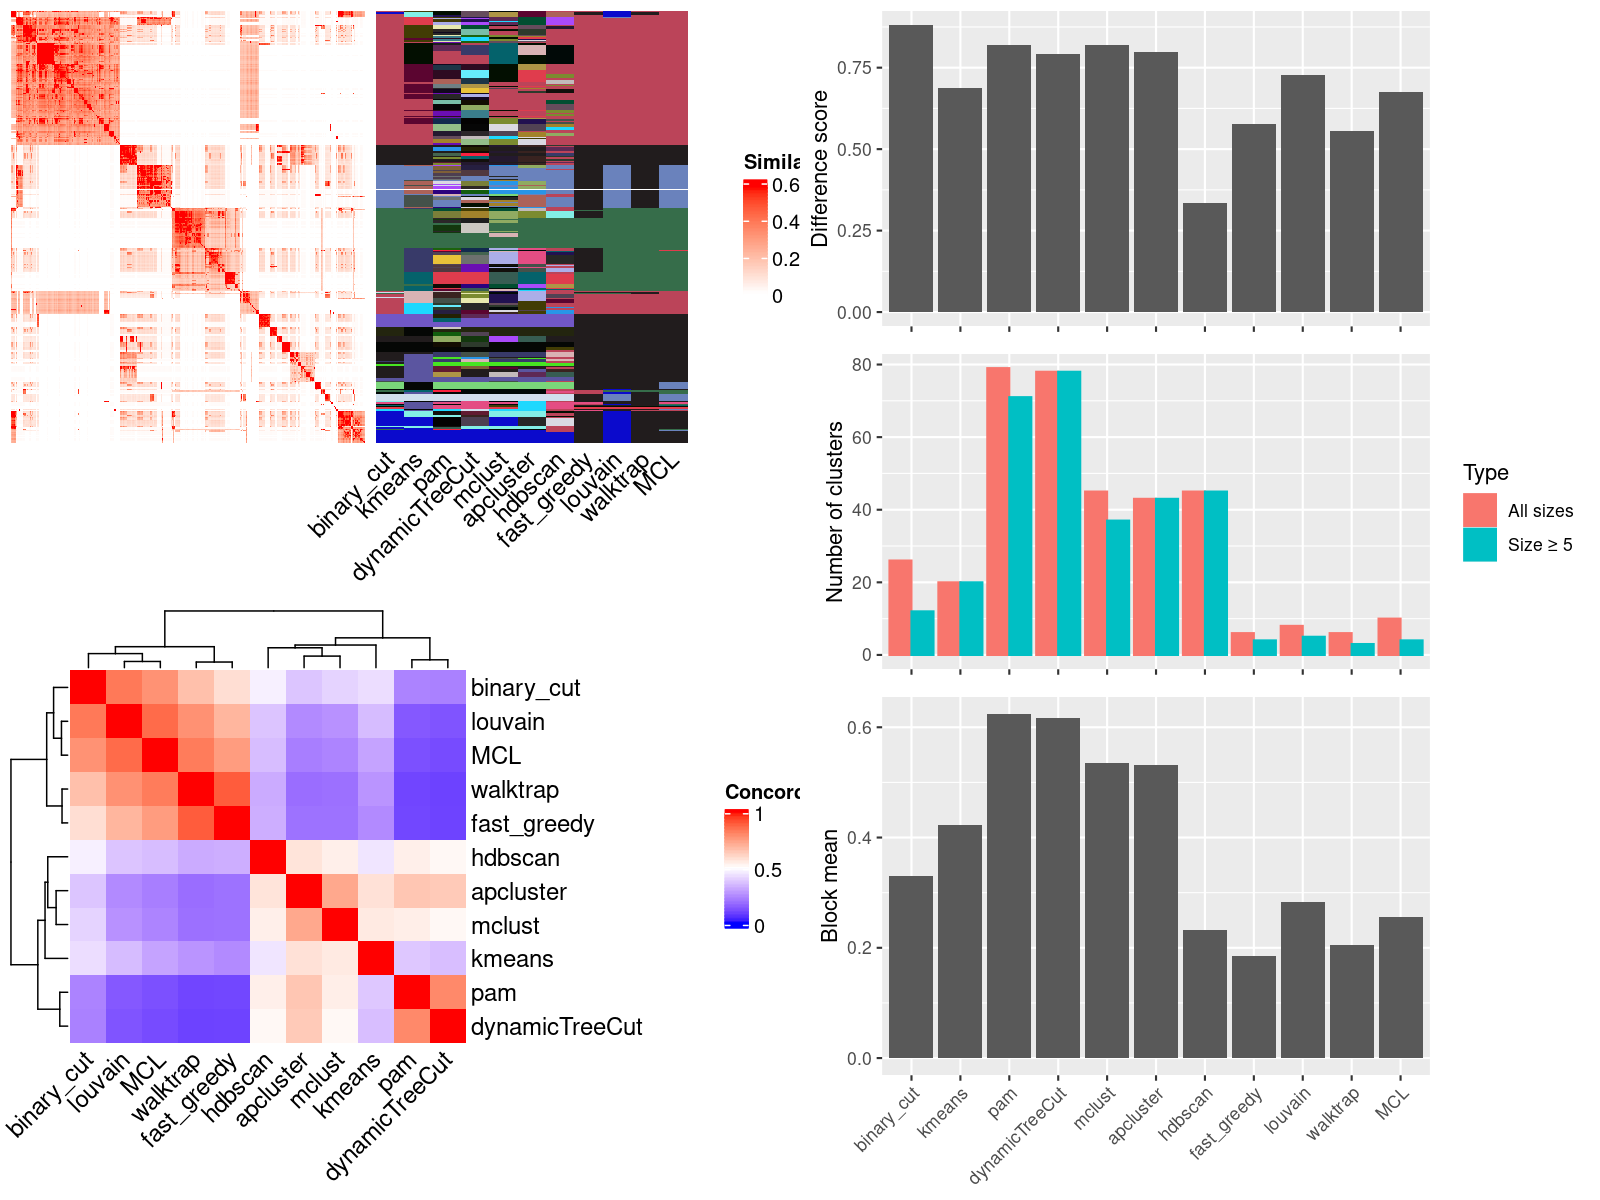 Simila
0.6
0.4
0.2
0
binary_cut
kmeans
pam
dynamicTreeCut
mclust
apcluster
hdbscan
fast_greedy
louvain
walktrap
MCL
Difference score
0.75
0.50
0.25
0.00
Number of clusters
80
60
40
20
0
Type
All sizes
Size ≥ 5
binary_cut
louvain
MCL
walktrap
fast_greedy
hdbscan
apcluster
mclust
kmeans
pam
dynamicTreeCut
binary_cut
louvain
MCL
walktrap
fast_greedy
hdbscan
apcluster
mclust
kmeans
pam
dynamicTreeCut
Concord
1
0.5
0
Block mean
0.6
0.4
0.2
0.0
binary_cut
kmeans
pam
dynamicTreeCut
mclust
apcluster
hdbscan
fast_greedy
louvain
walktrap
MCL